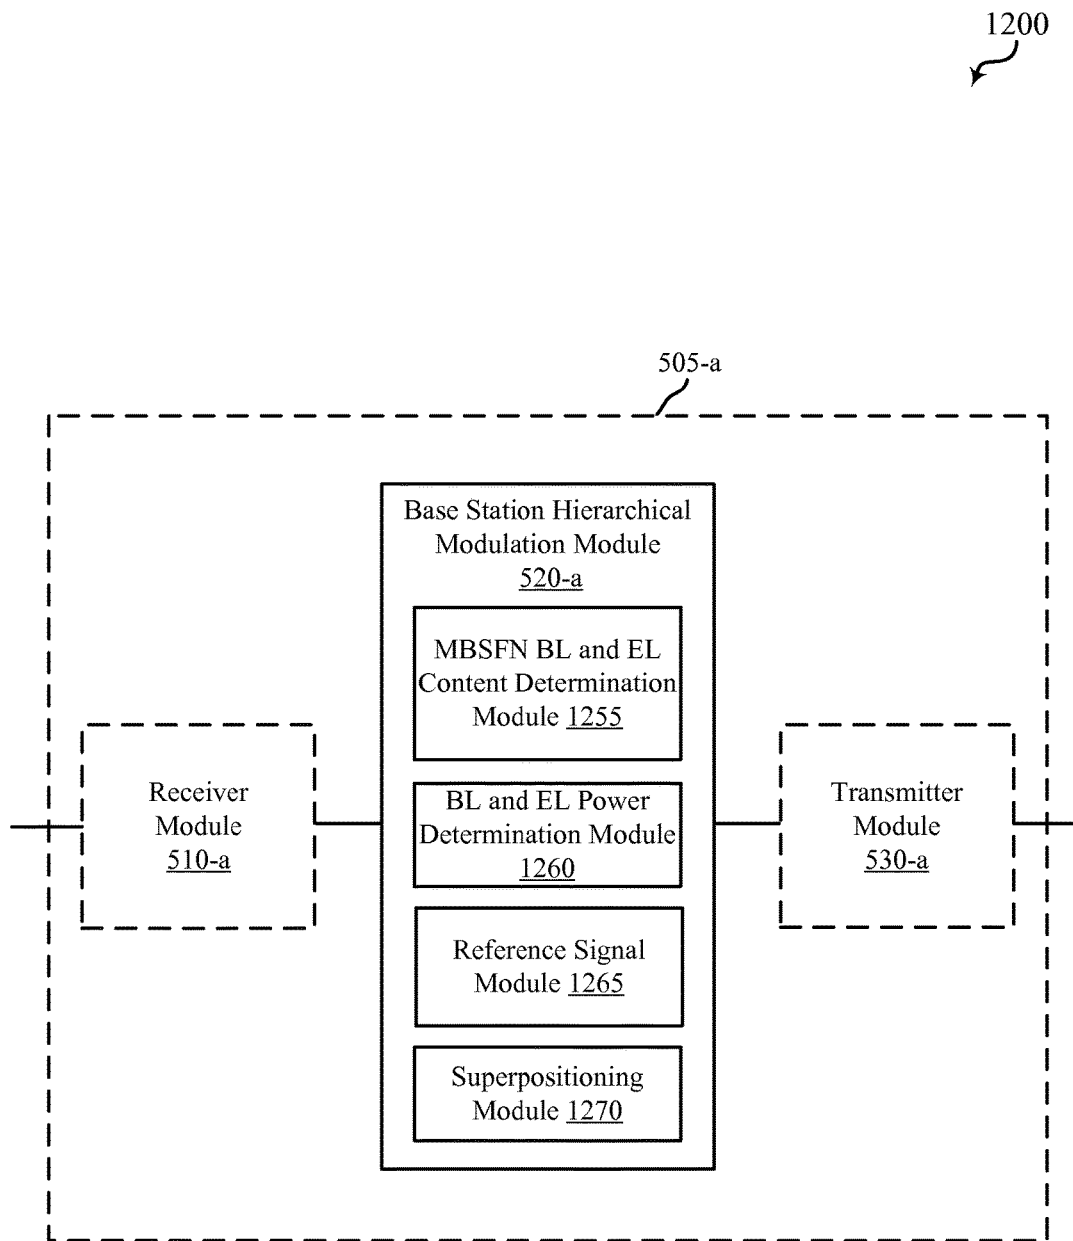 1200
505-a
Base Station Hierarchical
Modulation Module
520-a
MBSFN BL and EL
Content Determination
Module 1255
BL and EL Power
Determination Module
1260
Reference Signal
Module 1265
Superpositioning
Module 1270
Receiver
Module
510-a
Transmitter
Module
530-a